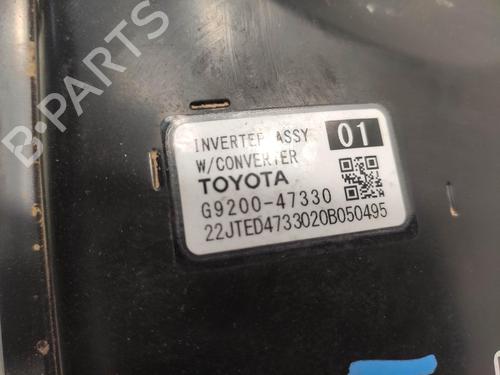 B-PARTS
INVERTER ASSY 01
W/CONVERTER
TOYOTA
G9200-47330
22JTED4733020B050495